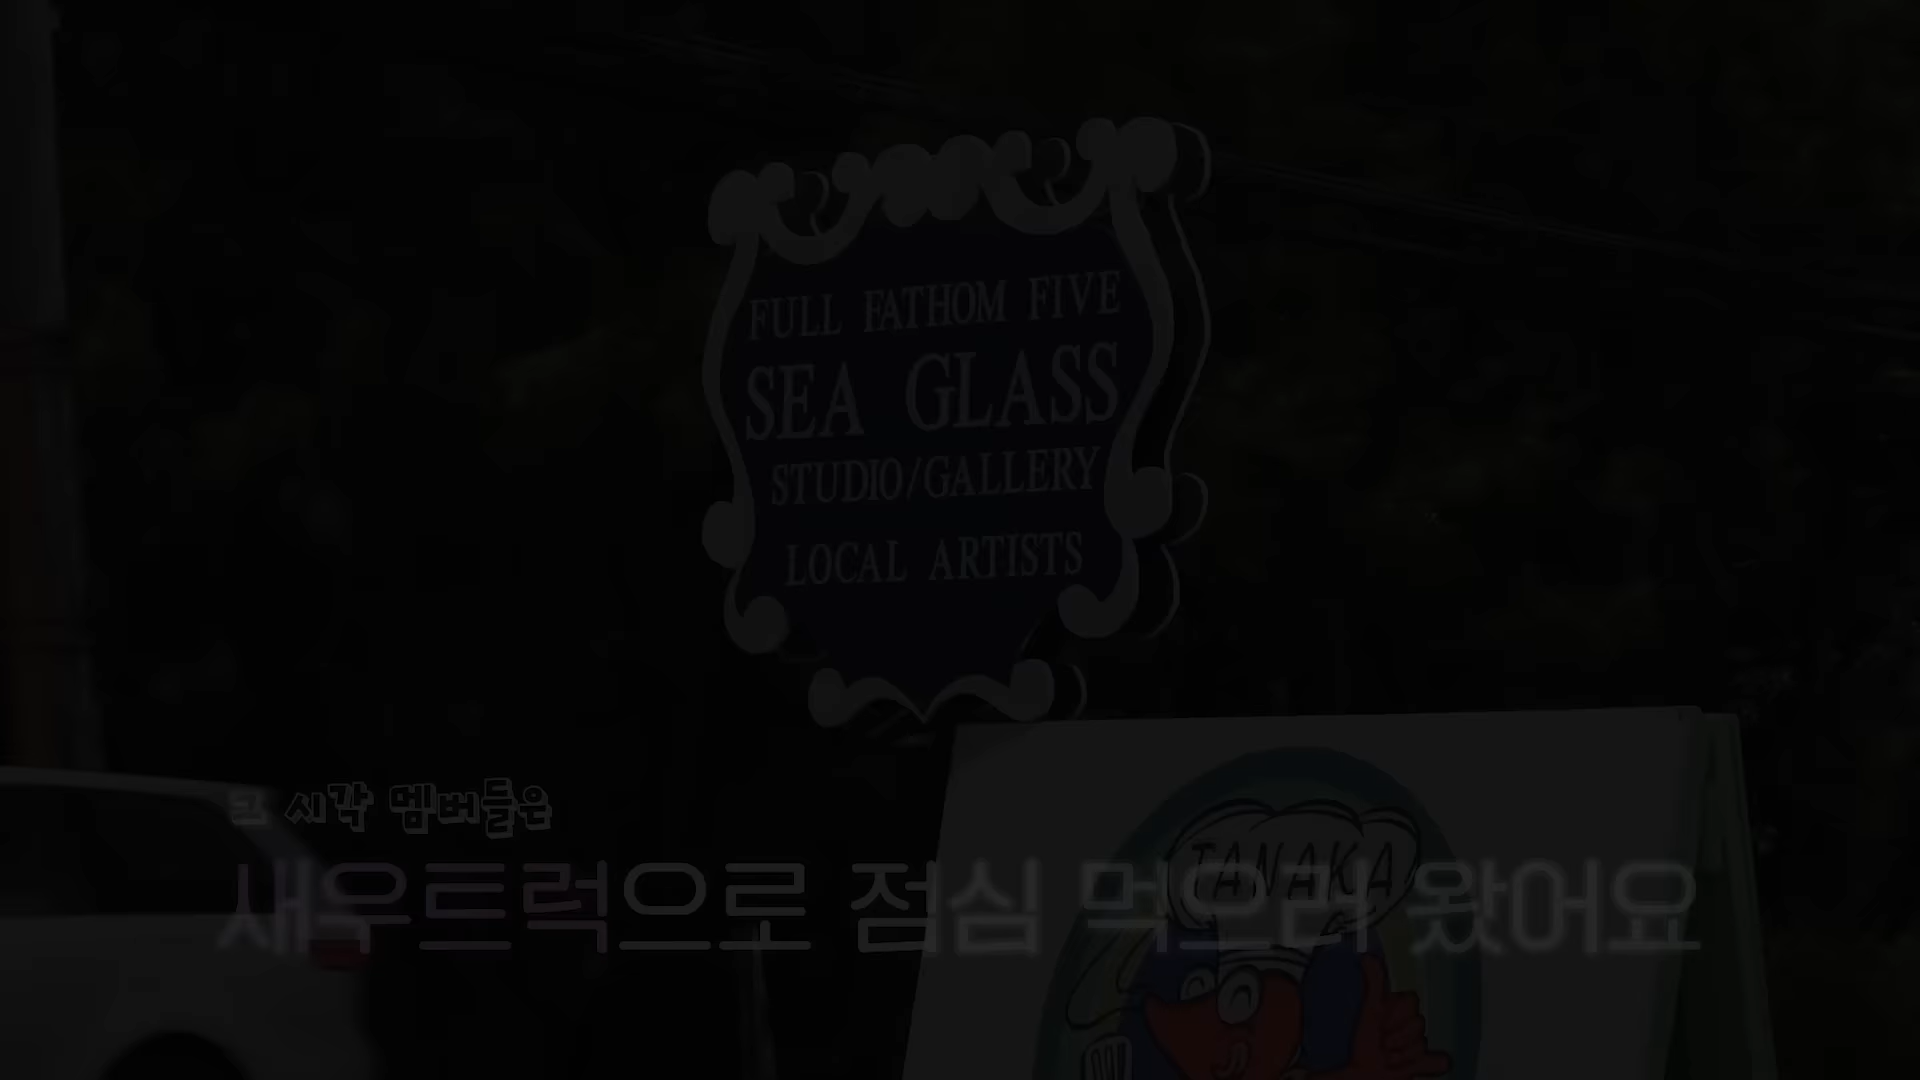 FULL FATHOM FIVE
SEA GLASS
STUDIO/GALLERY
LOCAL ARTISTS
그 시각 멤버들은
새우트럭으로 점심 먹으러 왔어요
TANAKA